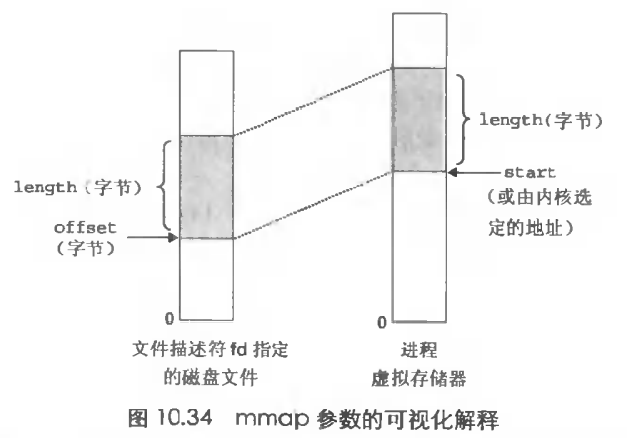 length(字节)
length(字节)
start
(或由内核选
定的地址)
offset
(字节)
0
0
文件描述符 fd 指定
的磁盘文件
进程
虚拟存储器
图 10.34 mmap 参数的可视化解释